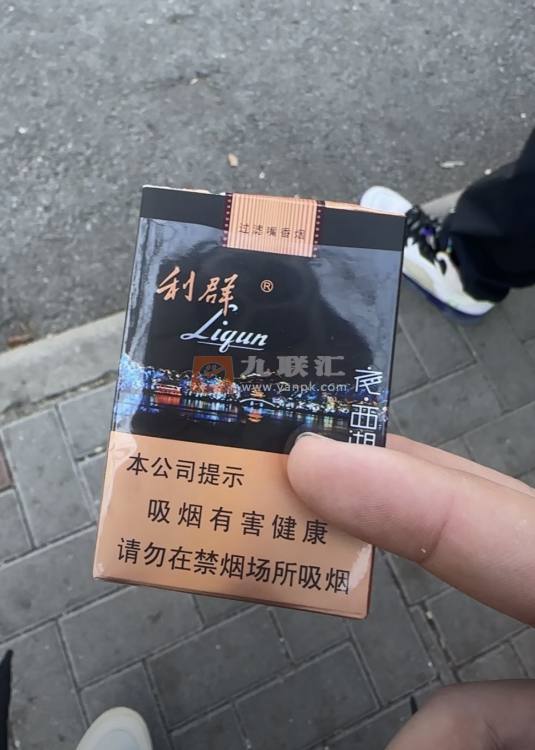 过滤嘴香烟
利群®
Liqun
九联汇
www.yanpk.com
夜·西湖
本公司提示
吸烟有害健康
请勿在禁烟场所吸烟